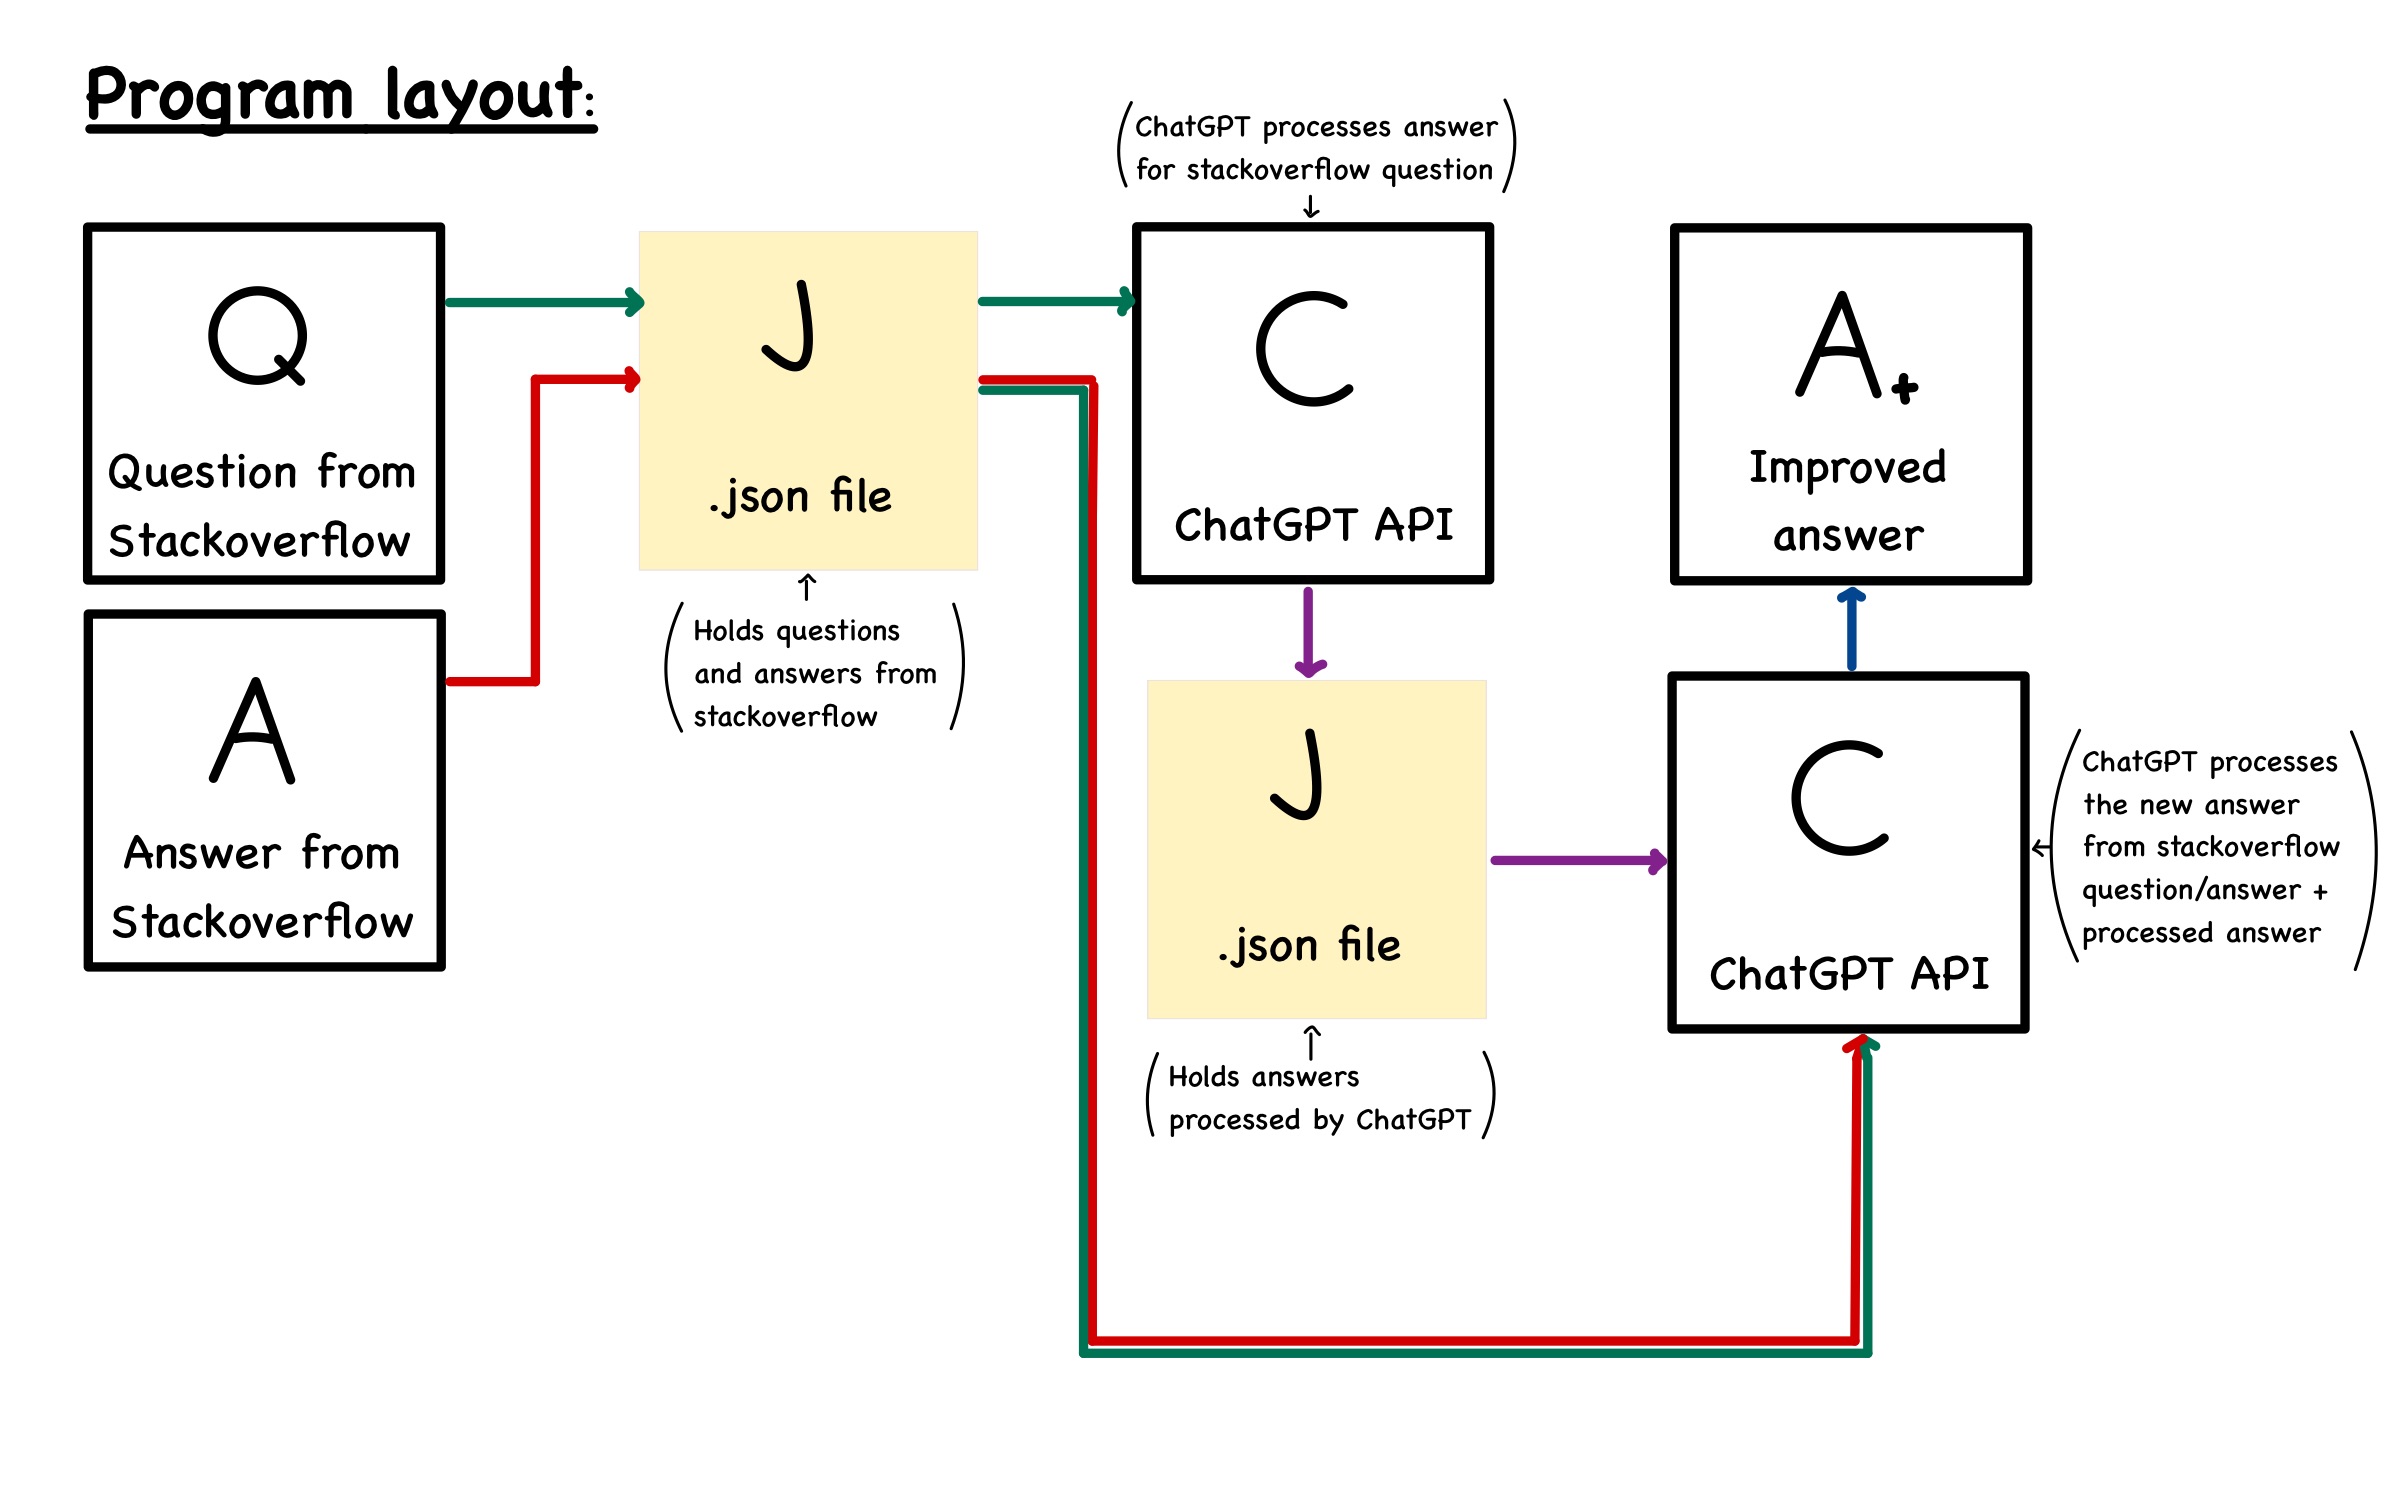 Program layout:
Q
Question from
Stackoverflow
A
Answer from
Stackoverflow
J
.json file
Holds questions
and answers from
stackoverflow
ChatGPT processes answer
for stackoverflow question
C
ChatGPT API
J
.json file
Holds answers
processed by ChatGPT
A+
Improved
answer
C
ChatGPT API
ChatGPT processes
the new answer
from stackoverflow
question/answer +
processed answer